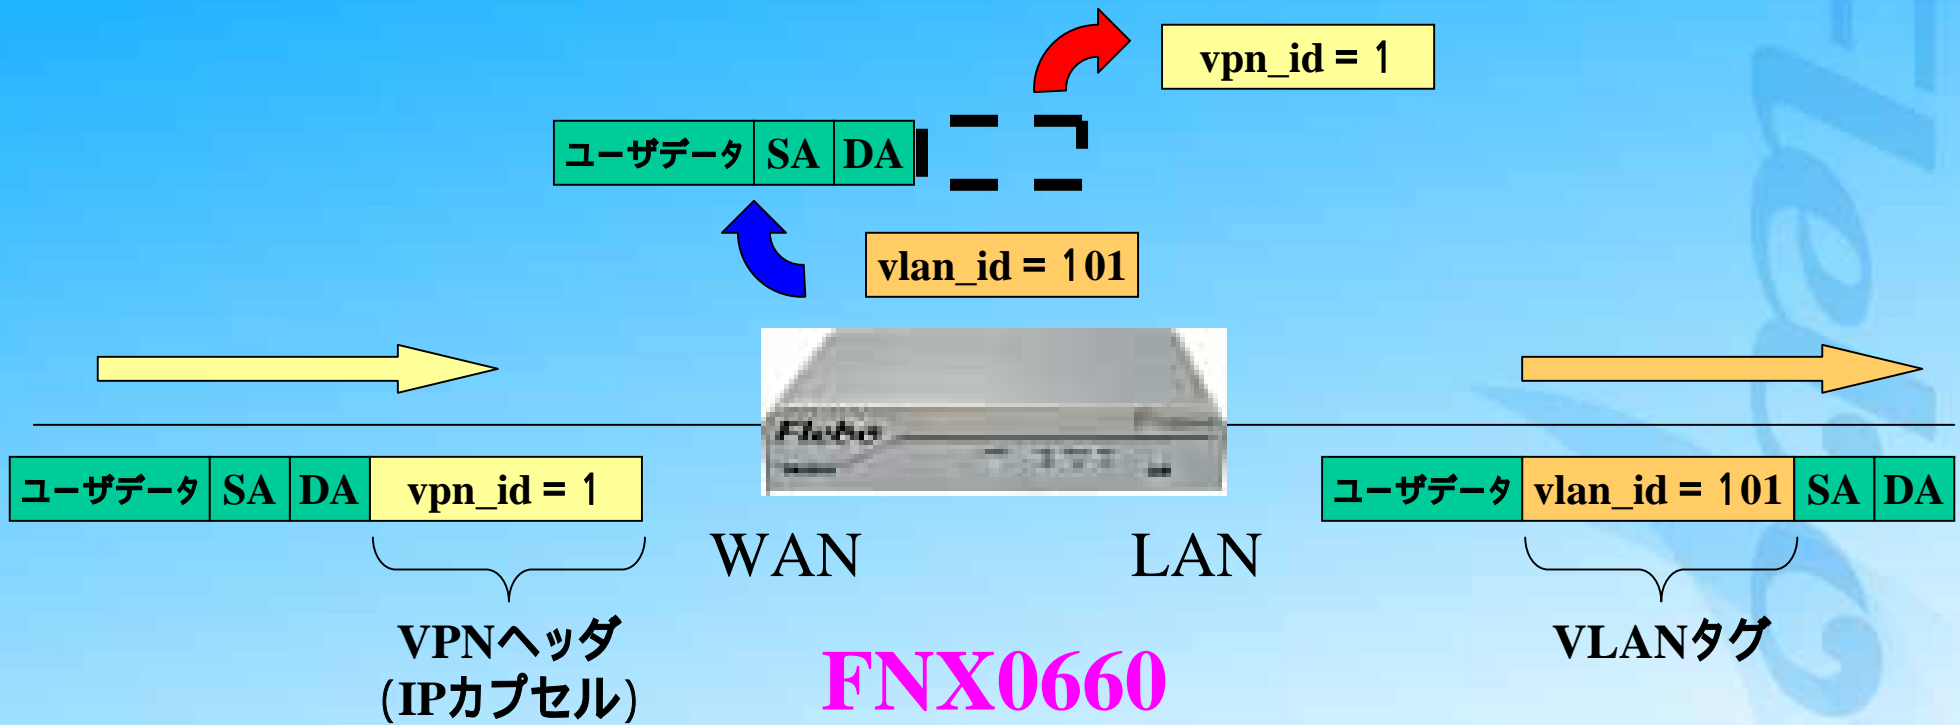 vpn_id = 1
ユーザデータ SA DA
vlan_id = 101
ユーザデータ SA DA vpn_id = 1
ユーザデータ vlan_id = 101 SA DA
WAN
LAN
VPNヘッダ
(IPカプセル)
VLANタグ
FNX0660